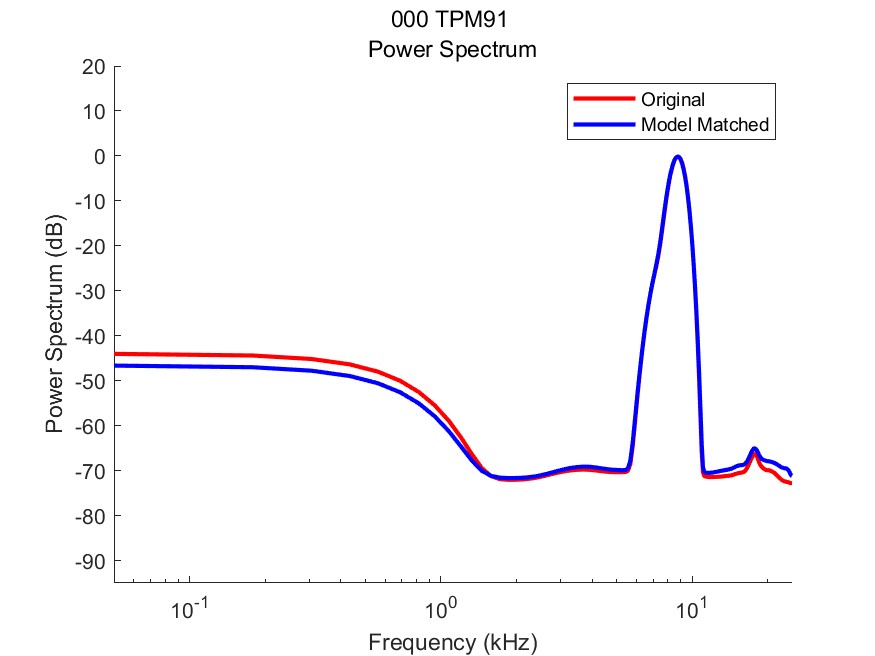 000 TPM91
Power Spectrum
20
10
0
-10
-20
-30
-40
-50
-60
-70
-80
-90
Power Spectrum (dB)
Original
Model Matched
10^-1
10^0
10^1
Frequency (kHz)